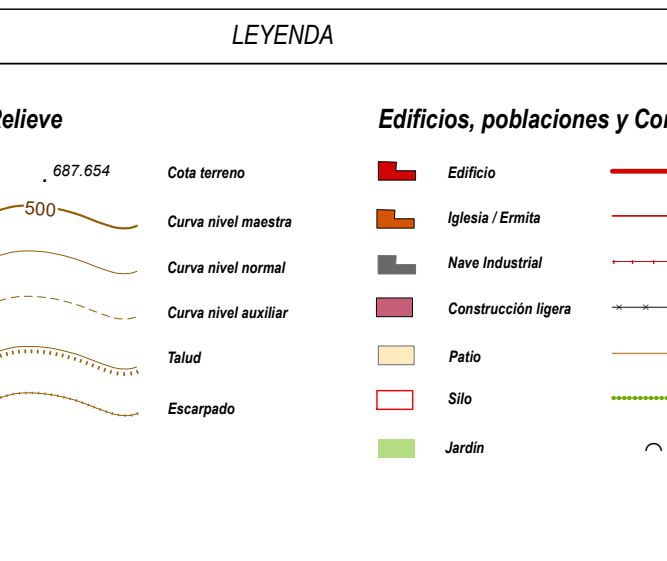 LEYENDA
Relieve
687.654 Cota terreno
500 Curva nivel maestra
Curva nivel normal
Curva nivel auxiliar
Talud
Escarpado
Edificios, poblaciones y Con
Edificio
Iglesia / Ermita
Nave Industrial
Construcción ligera
Patio
Silo
Jardín